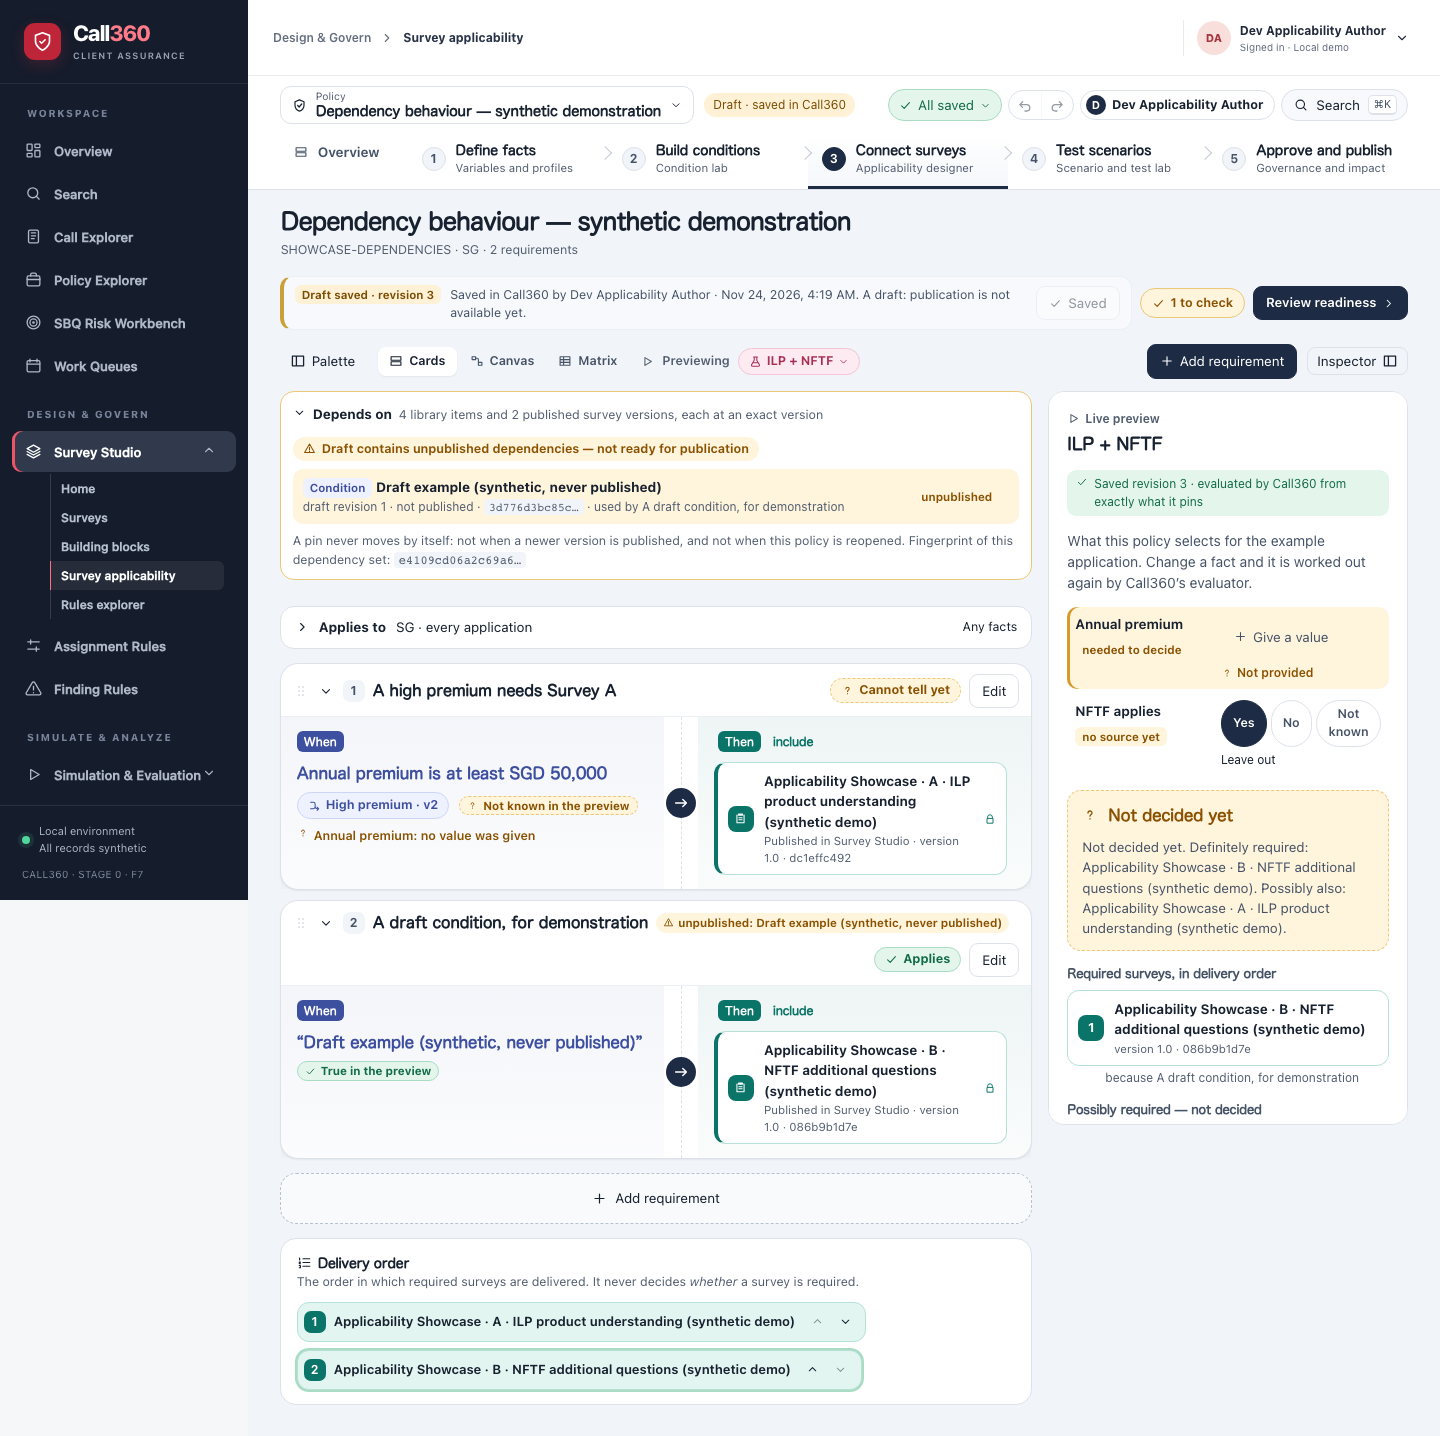 Call360
CLIENT ASSURANCE
WORKSPACE
Overview
Search
Call Explorer
Policy Explorer
SBQ Risk Workbench
Work Queues
DESIGN & GOVERN
Survey Studio
Home
Surveys
Building blocks
Survey applicability
Rules explorer
Assignment Rules
Finding Rules
SIMULATE & ANALYZE
Simulation & Evaluation
Local environment
All records synthetic
CALL360 · STAGE 0 · F7
Design & Govern > Survey applicability
DA
Dev Applicability Author
Signed in · Local demo
Policy
Dependency behaviour — synthetic demonstration
Draft · saved in Call360
All saved
D Dev Applicability Author
Search ⌘K
Overview
1 Define facts
Variables and profiles
2 Build conditions
Condition lab
3 Connect surveys
Applicability designer
4 Test scenarios
Scenario and test lab
5 Approve and publish
Governance and impact
Dependency behaviour — synthetic demonstration
SHOWCASE-DEPENDENCIES · SG · 2 requirements
Draft saved · revision 3
Saved in Call360 by Dev Applicability Author · Nov 24, 2026, 4:19 AM. A draft: publication is not
available yet.
Saved
1 to check
Review readiness
Palette
Cards
Canvas
Matrix
Previewing
ILP + NFTF
Add requirement
Inspector
Depends on 4 library items and 2 published survey versions, each at an exact version
Draft contains unpublished dependencies — not ready for publication
Condition Draft example (synthetic, never published)
draft revision 1 · not published · 3d776d3bc85c… · used by A draft condition, for demonstration
unpublished
A pin never moves by itself: not when a newer version is published, and not when this policy is reopened. Fingerprint of this
dependency set: e4109cd06a2c69a6…
Applies to SG · every application
Any facts
1 A high premium needs Survey A
? Cannot tell yet
Edit
When
Annual premium is at least SGD 50,000
High premium · v2
? Not known in the preview
? Annual premium: no value was given
Then include
Applicability Showcase · A · ILP
product understanding
(synthetic demo)
Published in Survey Studio · version
1.0 · dc1effc492
2 A draft condition, for demonstration
unpublished: Draft example (synthetic, never published)
Applies
Edit
When
“Draft example (synthetic, never published)”
True in the preview
Then include
Applicability Showcase · B ·
NFTF additional questions
(synthetic demo)
Published in Survey Studio · version
1.0 · 086b9b1d7e
Add requirement
Delivery order
The order in which required surveys are delivered. It never decides whether a survey is required.
1 Applicability Showcase · A · ILP product understanding (synthetic demo)
2 Applicability Showcase · B · NFTF additional questions (synthetic demo)
Live preview
ILP + NFTF
Saved revision 3 · evaluated by Call360 from
exactly what it pins
What this policy selects for the example
application. Change a fact and it is worked out
again by Call360's evaluator.
Annual premium
needed to decide
Give a value
? Not provided
NFTF applies
no source yet
Yes
No
Not
known
Leave out
? Not decided yet
Not decided yet. Definitely required:
Applicability Showcase · B · NFTF additional
questions (synthetic demo). Possibly also:
Applicability Showcase · A · ILP product
understanding (synthetic demo).
Required surveys, in delivery order
1 Applicability Showcase · B · NFTF
additional questions (synthetic demo)
version 1.0 · 086b9b1d7e
because A draft condition, for demonstration
Possibly required — not decided